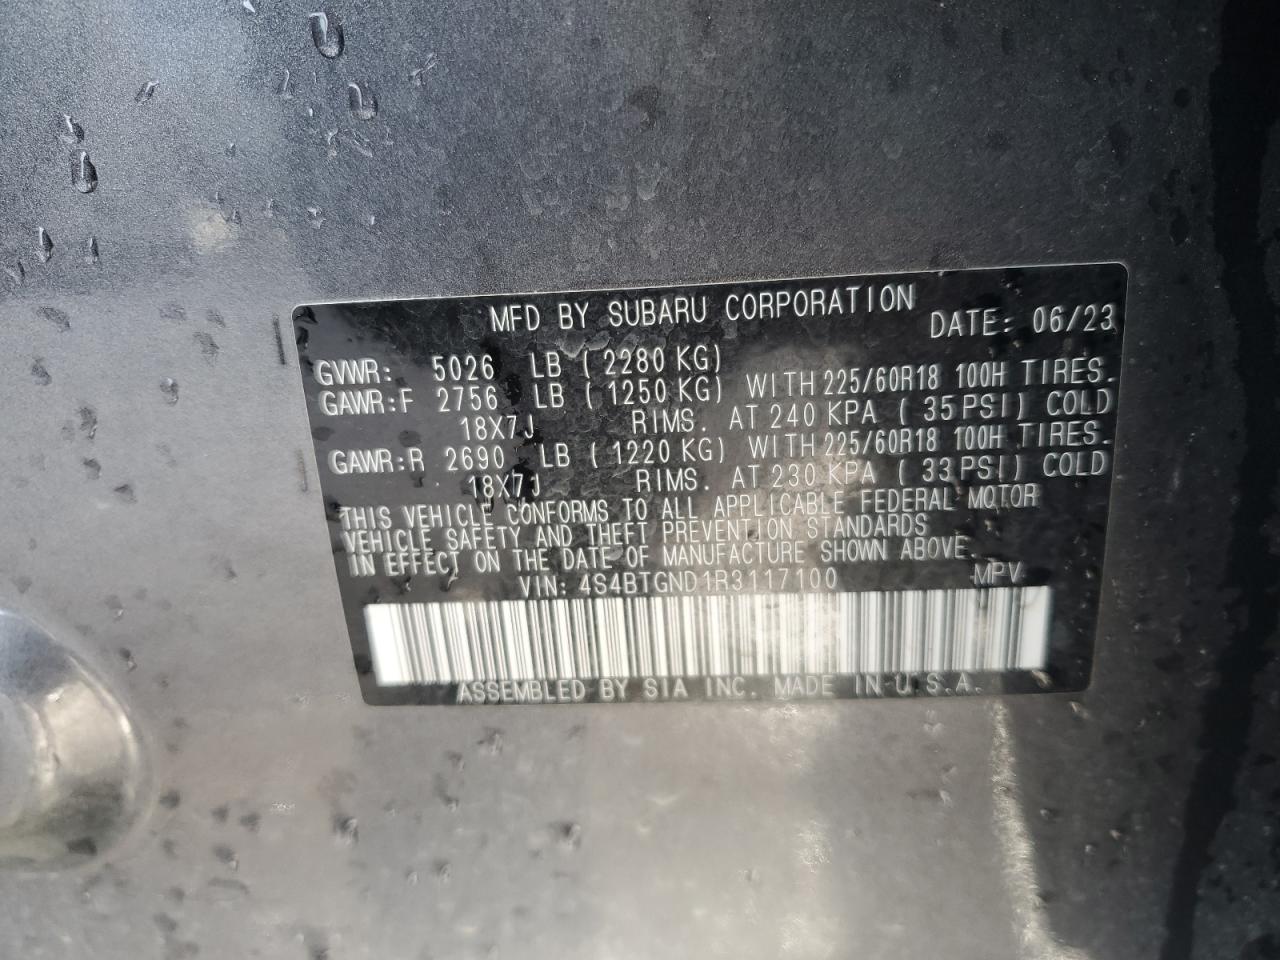 MFD BY SUBARU CORPORATION DATE: 06/23
GVWR: 5026 LB (2280 KG)
GAWR:F 2756 LB (1250 KG) WITH 225/60R18 100H TIRES.
18X7J RIMS. AT 240 KPA (35 PSI) COLD
GAWR:R 2690 LB (1220 KG) WITH 225/60R18 100H TIRES.
18X7J RIMS. AT 230 KPA (33 PSI) COLD
THIS VEHICLE CONFORMS TO ALL APPLICABLE FEDERAL MOTOR
VEHICLE SAFETY AND THEFT PREVENTION STANDARDS
IN EFFECT ON THE DATE OF MANUFACTURE SHOWN ABOVE.
VIN: 4S4BTGND1R3117100 MPV
ASSEMBLED BY SIA INC. MADE IN U.S.A.